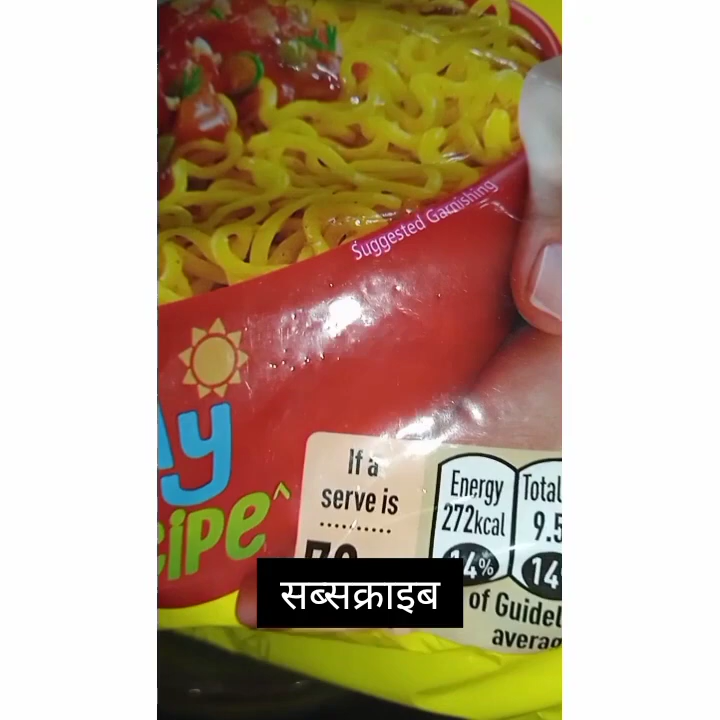 Suggested Garnishing
If a
serve is
Energy
272kcal
14%
Total
9.5
14
of Guidel
averag
सब्सक्राइब